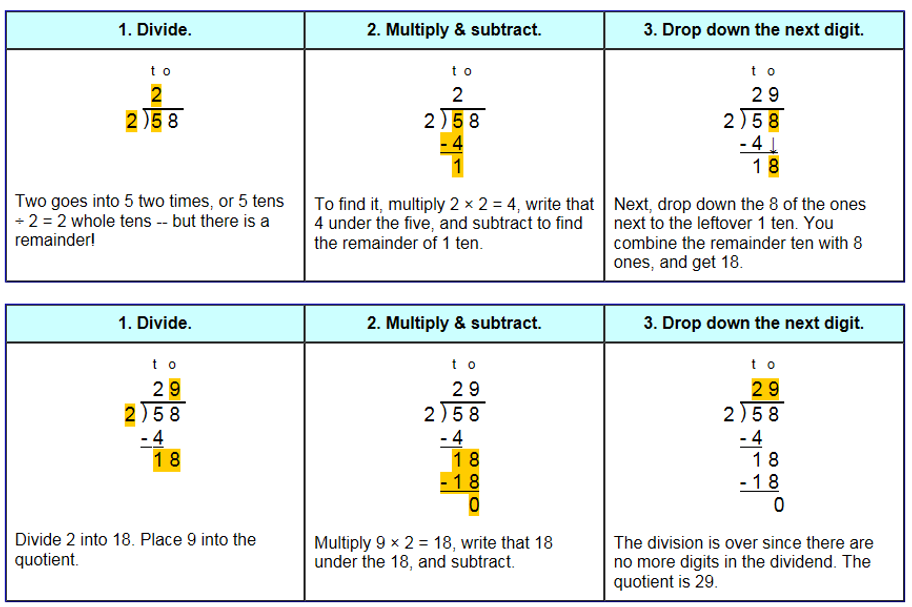 1. Divide.
2. Multiply & subtract.
3. Drop down the next digit.
t o
2
2 ) 5 8
Two goes into 5 two times, or 5 tens
÷ 2 = 2 whole tens -- but there is a
remainder!
t o
2
2 ) 5 8
- 4
1
To find it, multiply 2 × 2 = 4, write that
4 under the five, and subtract to find
the remainder of 1 ten.
t o
2 9
2 ) 5 8
- 4 ↓
1 8
Next, drop down the 8 of the ones
next to the leftover 1 ten. You
combine the remainder ten with 8
ones, and get 18.
1. Divide.
2. Multiply & subtract.
3. Drop down the next digit.
t o
2 9
2 ) 5 8
- 4
1 8
Divide 2 into 18. Place 9 into the
quotient.
t o
2 9
2 ) 5 8
- 4
1 8
- 1 8
0
Multiply 9 × 2 = 18, write that 18
under the 18, and subtract.
t o
2 9
2 ) 5 8
- 4
1 8
- 1 8
0
The division is over since there are
no more digits in the dividend. The
quotient is 29.